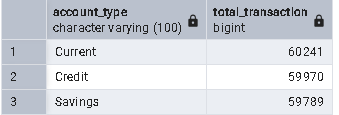 account_type total_transaction
character varying (100) bigint
1 Current 60241
2 Credit 59970
3 Savings 59789